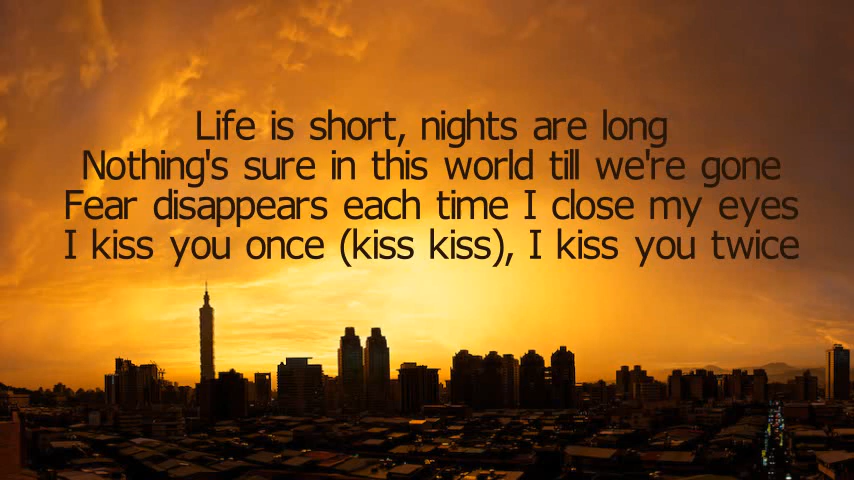 Life is short, nights are long
Nothing's sure in this world till we're gone
Fear disappears each time I close my eyes
I kiss you once (kiss kiss), I kiss you twice